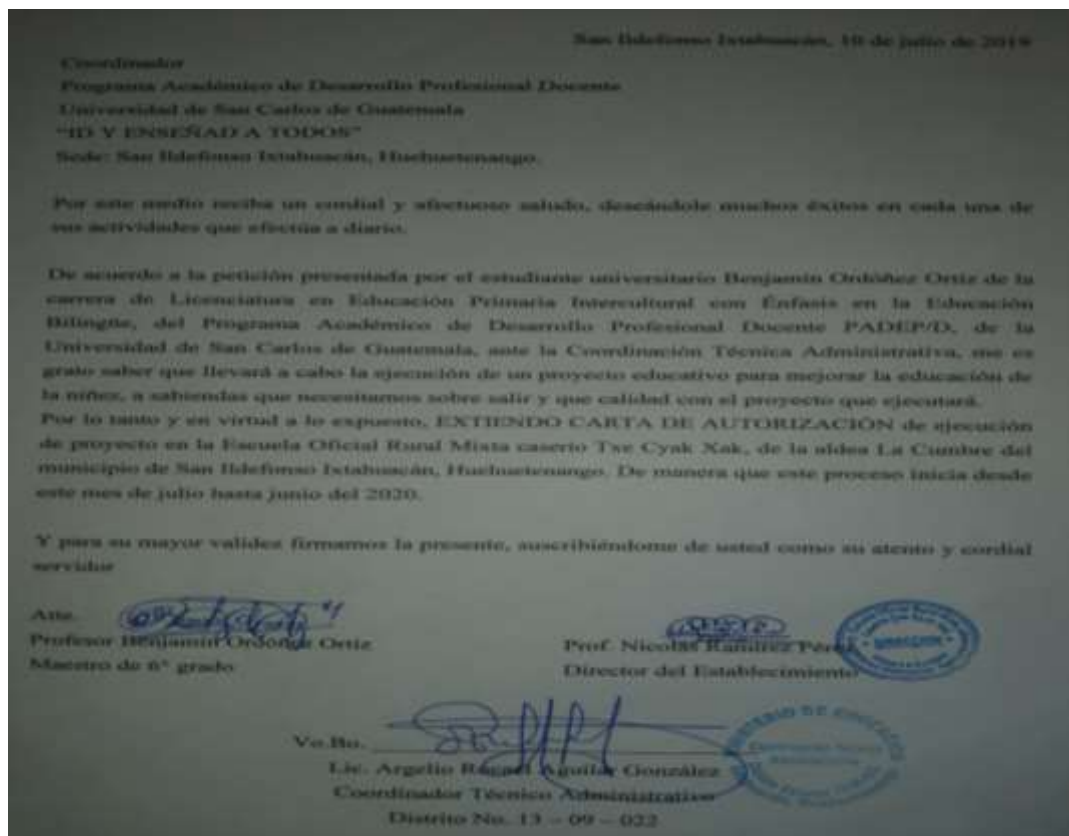 San Ildefonso Ixtahuacán, 10 de julio de 2019
Coordinador
Programa Académico de Desarrollo Profesional Docente
Universidad de San Carlos de Guatemala
“ID Y ENSEÑAD A TODOS”
Sede: San Ildefonso Ixtahuacán, Huehuetenango.
Por este medio reciba un cordial y afectuoso saludo, deseándole muchos éxitos en cada una de
sus actividades que efectúa a diario.
De acuerdo a la petición presentada por el estudiante universitario Benjamín Ordóñez Ortiz de la
carrera de Licenciatura en Educación Primaria Intercultural con Énfasis en la Educación
Bilingüe, del Programa Académico de Desarrollo Profesional Docente PADEP/D, de la
Universidad de San Carlos de Guatemala, ante la Coordinación Técnica Administrativa, me es
grato saber que llevará a cabo la ejecución de un proyecto educativo para mejorar la educación de
la niñez, a sabiendas que necesitamos sobre salir y que calidad con el proyecto que ejecutará.
Por lo tanto y en virtud a lo expuesto, EXTIENDO CARTA DE AUTORIZACIÓN de ejecución
de proyecto en la Escuela Oficial Rural Mixta caserío Txe Cyak Xak, de la aldea La Cumbre del
municipio de San Ildefonso Ixtahuacán, Huehuetenango. De manera que este proceso inicia desde
este mes de julio hasta junio del 2020.
Y para su mayor validez firmamos la presente, suscribiéndome de usted como su atento y cordial
servidor
Atte.
Profesor Benjamín Ordóñez Ortiz
Maestro de 6° grado
Prof. Nicolás Ramírez Pérez
Director del Establecimiento
DIRECCION
Vo.Bo.
Lic. Argelio Rafael Aguilar González
Coordinador Técnico Administrativo
Distrito No. 13 – 09 – 022
MINISTERIO DE EDUCACION